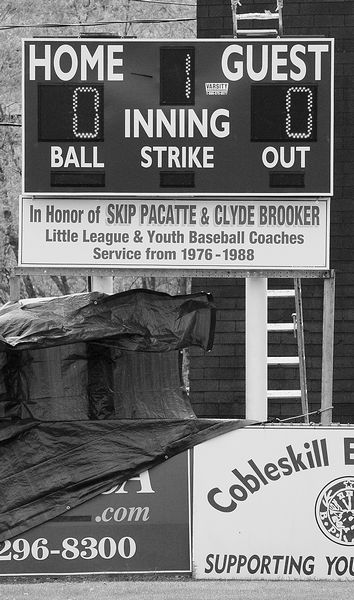 HOME 1 GUEST
VARSITY
0 INNING 0
BALL STRIKE OUT
In Honor of SKIP PACATTE & CLYDE BROOKER
Little League & Youth Baseball Coaches
Service from 1976-1988
A
.com
296-8300
Cobleskill
SUPPORTING YOU